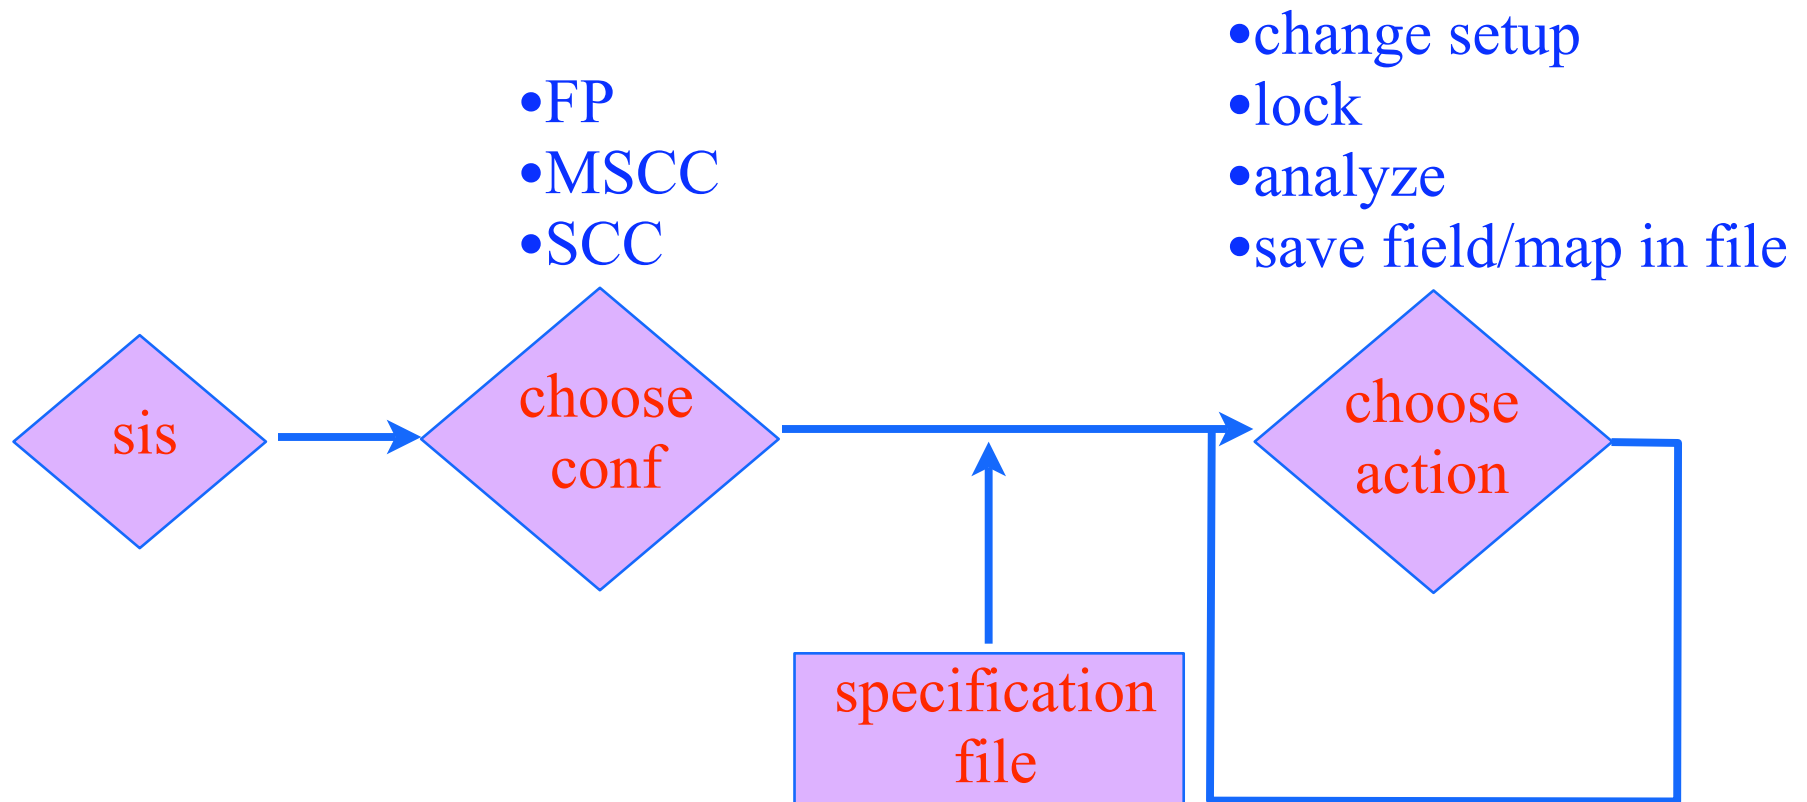 •FP
•MSCC
•SCC
•change setup
•lock
•analyze
•save field/map in file
sis
choose
conf
choose
action
specification
file